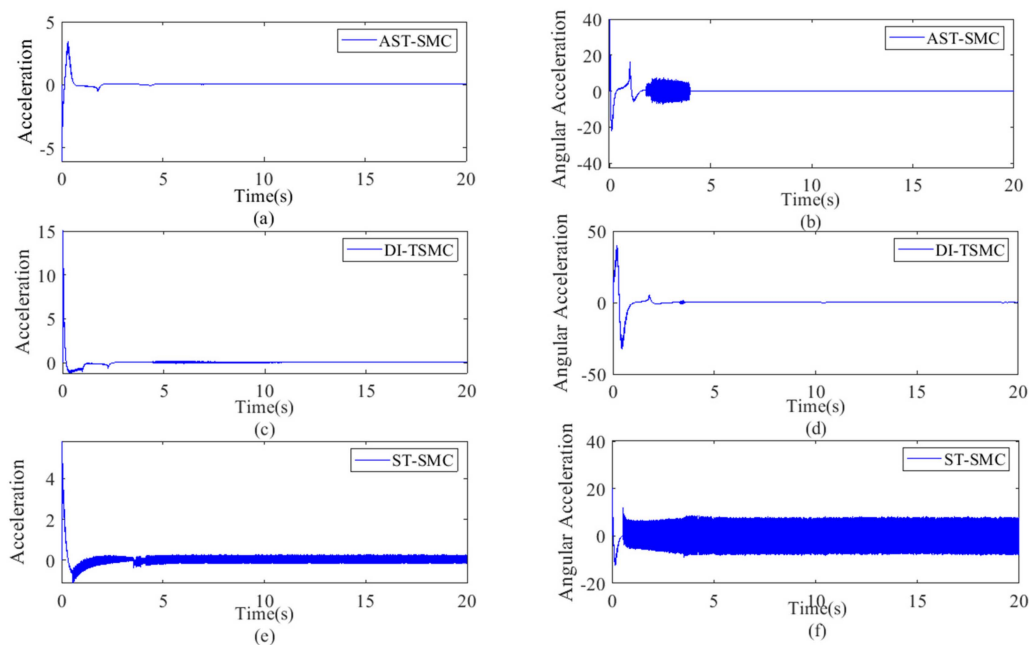 5
0
-5
Acceleration
AST-SMC
0 5 10 15 20
Time(s)
(a)
40
20
0
-20
-40
Angular Acceleration
AST-SMC
0 5 10 15 20
Time(s)
(b)
15
10
5
0
Acceleration
DI-TSMC
0 5 10 15 20
Time(s)
(c)
50
0
-50
Angular Acceleration
DI-TSMC
0 5 10 15 20
Time(s)
(d)
4
2
0
Acceleration
ST-SMC
0 5 10 15 20
Time(s)
(e)
40
20
0
-20
Angular Acceleration
ST-SMC
0 5 10 15 20
Time(s)
(f)